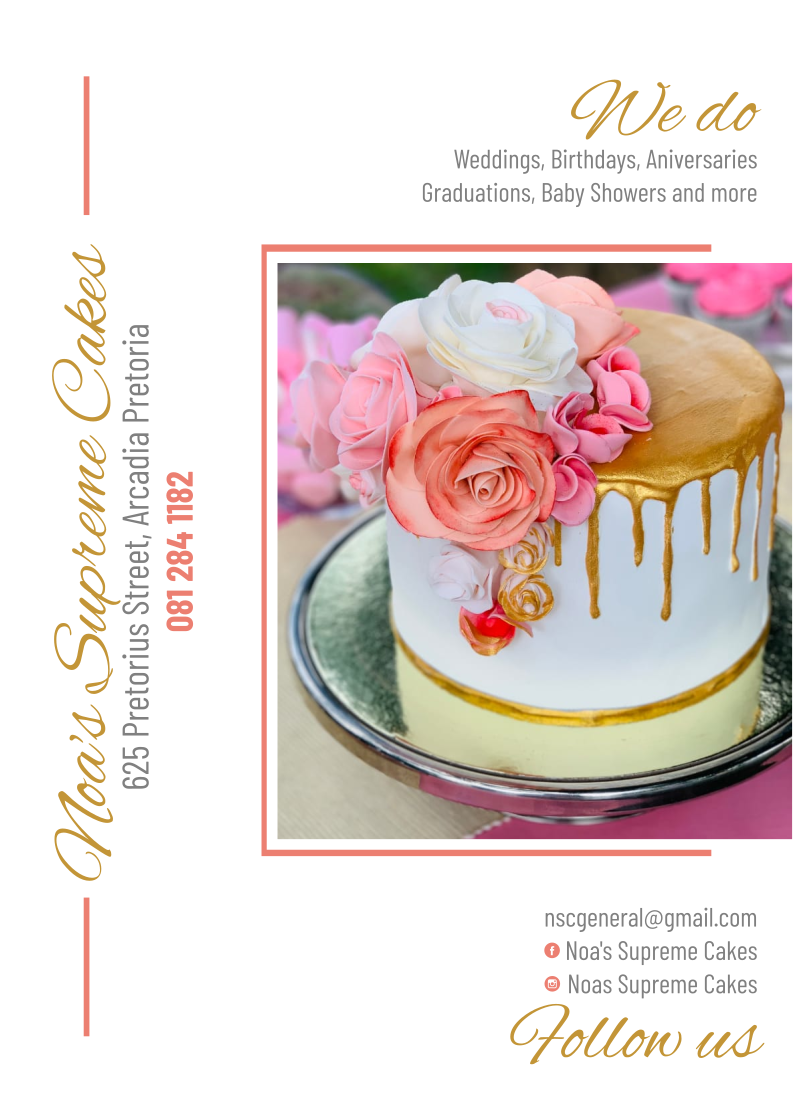 We do
Weddings, Birthdays, Aniversaries
Graduations, Baby Showers and more
Noa's Supreme Cakes
625 Pretorius Street, Arcadia Pretoria
081 284 1182
nscgeneral@gmail.com
Noa's Supreme Cakes
Noas Supreme Cakes
Follow us